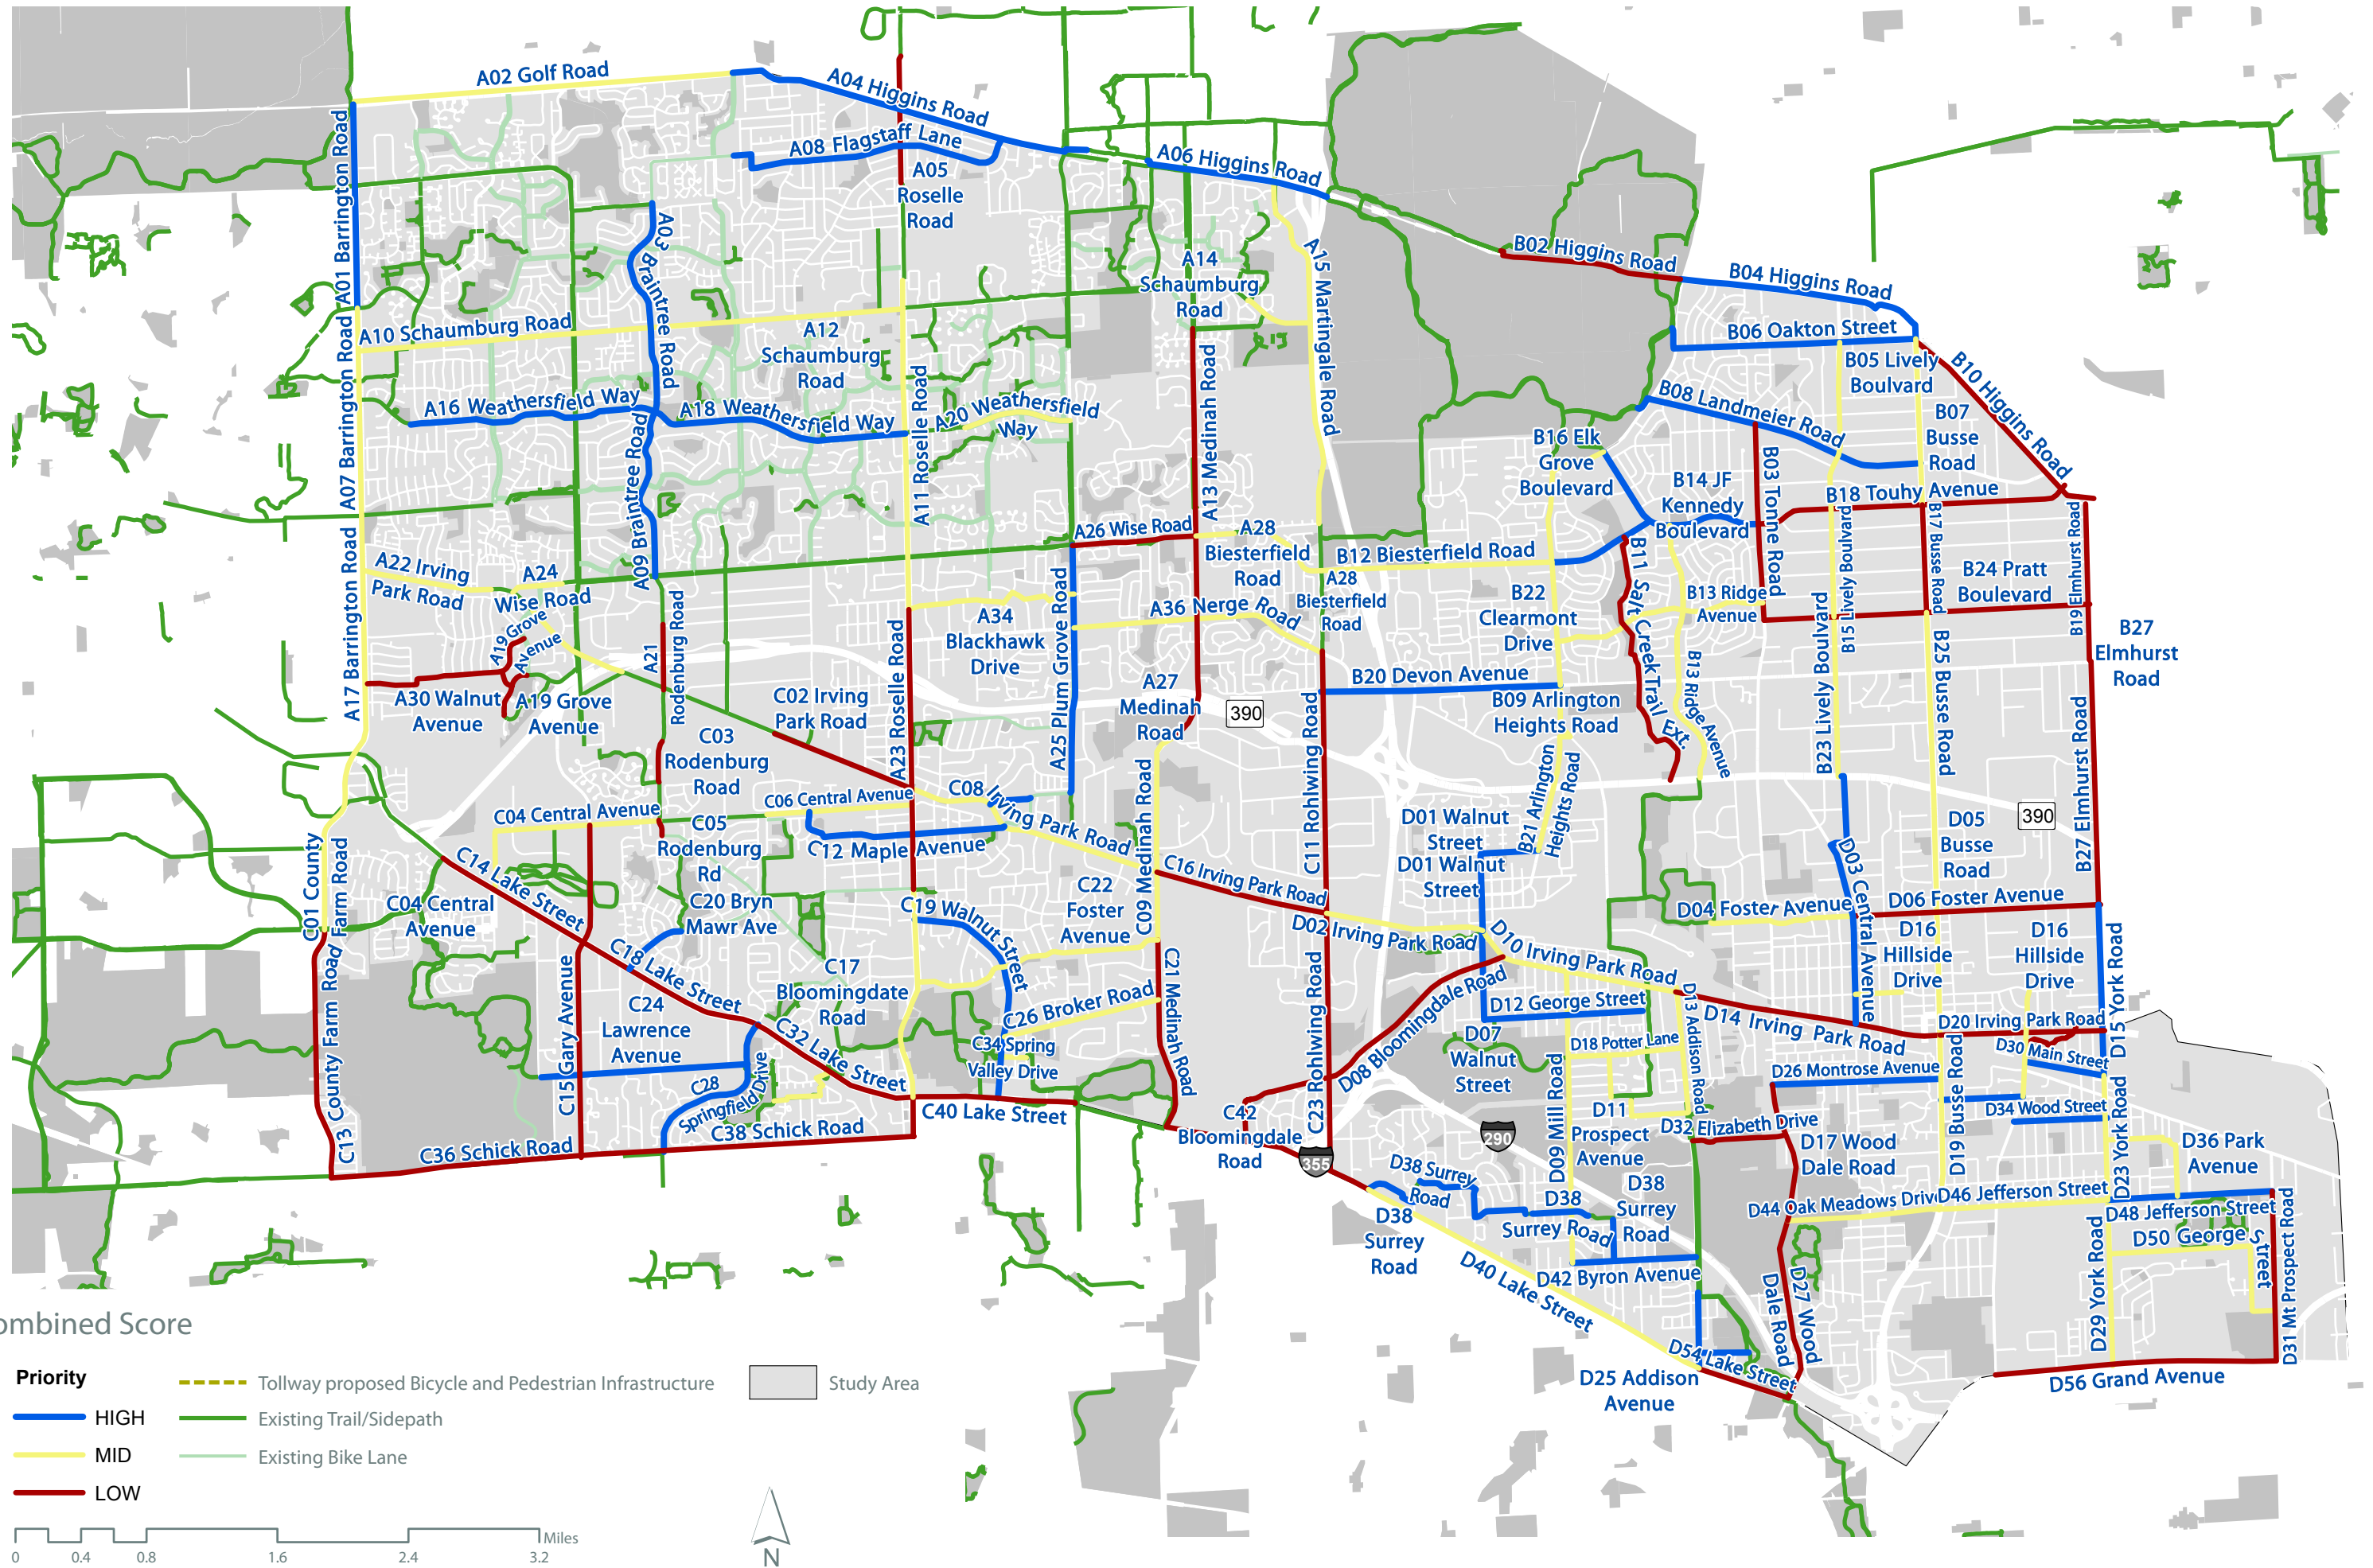 A02 Golf Road
A04 Higgins Road
A08 Flagstaff Lane
A05
Roselle
Road
A06 Higgins Road
A01 Barrington Road
A03 Braintree Road
A14
Schaumburg
Road
A15 Martingale Road
B02 Higgins Road
B04 Higgins Road
B06 Oakton Street
B05 Lively
Boulvard
B10 Higgins Road
A10 Schaumburg Road
A12
Schaumburg
Road
A07 Barrington Road
A16 Weathersfield Way
A18 Weathersfield Way
A11 Roselle Road
A20 Weathersfield
Way
A13 Medinah Road
B08 Landmeier Road
B07
Busse
Road
B16 Elk
Grove
Boulevard
B14 JF
Kennedy
Boulevard
B03 Tonne Road
B18 Touhy Avenue
A09 Braintree Road
A26 Wise Road
A28
Biesterfield
Road
A28
Biesterfield
Road
B12 Biesterfield Road
B11 Salt Creek Trail Ext.
B15 Lively Boulvard
B17 Busse Road
B24 Pratt
Boulevard
B19 Elmhurst Road
A17 Barrington Road
A22 Irving
Park Road
A24
Wise Road
A19 Grove
Avenue
A21
Rodenburg Road
A34
Blackhawk
Drive
A25 Plum Grove Road
A36 Nerge Road
B22
Clearmont
Drive
B13 Ridge
Avenue
B13 Ridge Avenue
B23 Lively Boulevard
B25 Busse Road
B27
Elmhurst
Road
A30 Walnut
Avenue
A19 Grove
Avenue
C02 Irving
Park Road
A23 Roselle Road
A27
Medinah
Road
390
B20 Devon Avenue
B09 Arlington
Heights Road
B27 Elmhurst Road
C03
Rodenburg
Road
C04 Central Avenue
C06 Central Avenue
C08
Irving Park Road
C05
Rodenburg
Rd
C12 Maple Avenue
C09 Medinah Road
C11 Rohlwing Road
D01 Walnut
Street
D01 Walnut
Street
B21 Arlington
Heights Road
D03 Central Avenue
D05
Busse
Road
390
C01 County
Farm Road
C14 Lake Street
C04 Central
Avenue
C20 Bryn
Mawr Ave
C19 Walnut Street
C22
Foster
Avenue
C16 Irving Park Road
D02 Irving Park Road
D10 Irving Park Road
D04 Foster Avenue
D06 Foster Avenue
D16
Hillside
Drive
D16
Hillside
Drive
C18 Lake Street
C17
Bloomingdate
Road
C24
Lawrence
Avenue
C15 Gary Avenue
C13 County Farm Road
C32 Lake Street
C28
Springfield Drive
C26 Broker Road
C34 Spring
Valley Drive
C21 Medinah Road
C23 Rohlwing Road
D08 Bloomingdale Road
D12 George Street
D07
Walnut
Street
D13 Addison Road
D14 Irving Park Road
D20 Irving Park Road
D15 York Road
D18 Potter Lane
D30 Main Street
D26 Montrose Avenue
D34 Wood Street
C40 Lake Street
C36 Schick Road
C38 Schick Road
C42
Bloomingdale
Road
355
290
D09 Mill Road
D11
Prospect
Avenue
D32 Elizabeth Drive
D17 Wood
Dale Road
D19 Busse Road
D23 York Road
D36 Park
Avenue
D38 Surrey
Road
D38
Surrey
Road
D38
Surrey Road
D38
Surrey
Road
D44 Oak Meadows Driv
D46 Jefferson Street
D48 Jefferson Street
D50 George Street
D42 Byron Avenue
D40 Lake Street
D27 Wood
Dale Road
D29 York Road
D31 Mt Prospect Road
D54 Lake Street
D25 Addison
Avenue
D56 Grand Avenue
ombined Score
Priority
HIGH
MID
LOW
Tollway proposed Bicycle and Pedestrian Infrastructure
Existing Trail/Sidepath
Existing Bike Lane
Study Area
Miles
0 0.4 0.8 1.6 2.4 3.2
N